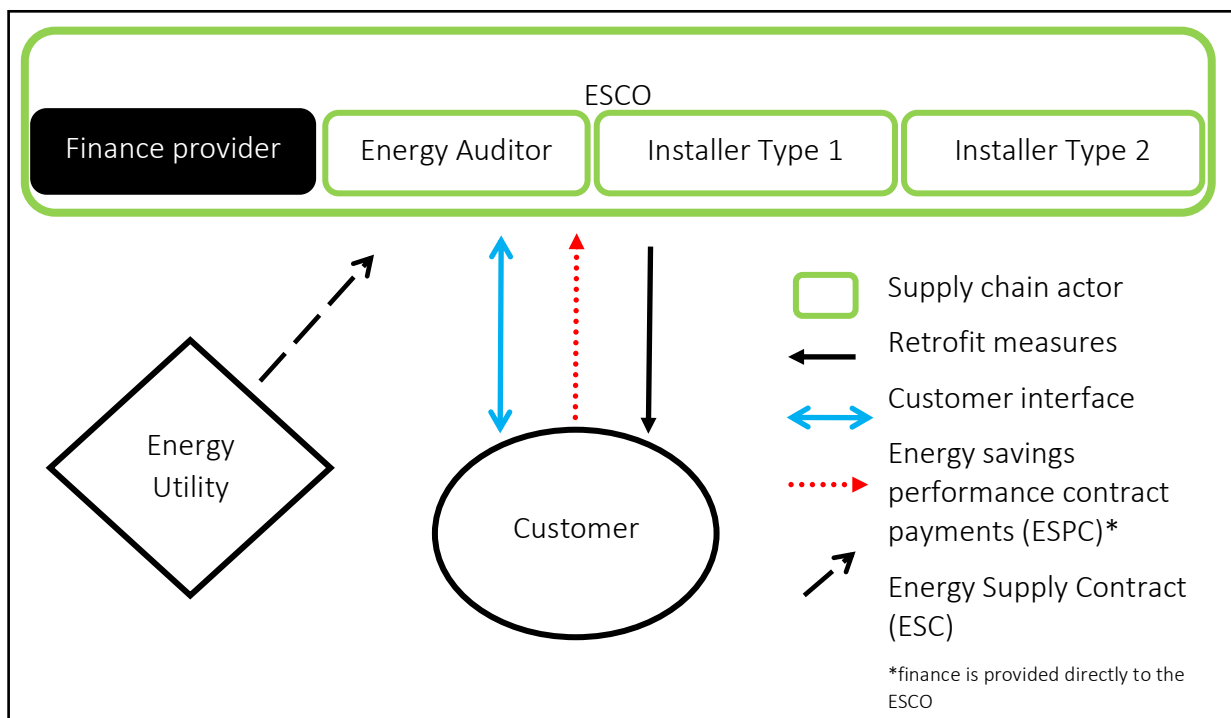 ESCO
Finance provider
Energy Auditor
Installer Type 1
Installer Type 2
Energy
Utility
Customer
Supply chain actor
Retrofit measures
Customer interface
Energy savings
performance contract
payments (ESPC)*
Energy Supply Contract
(ESC)
*finance is provided directly to the
ESCO